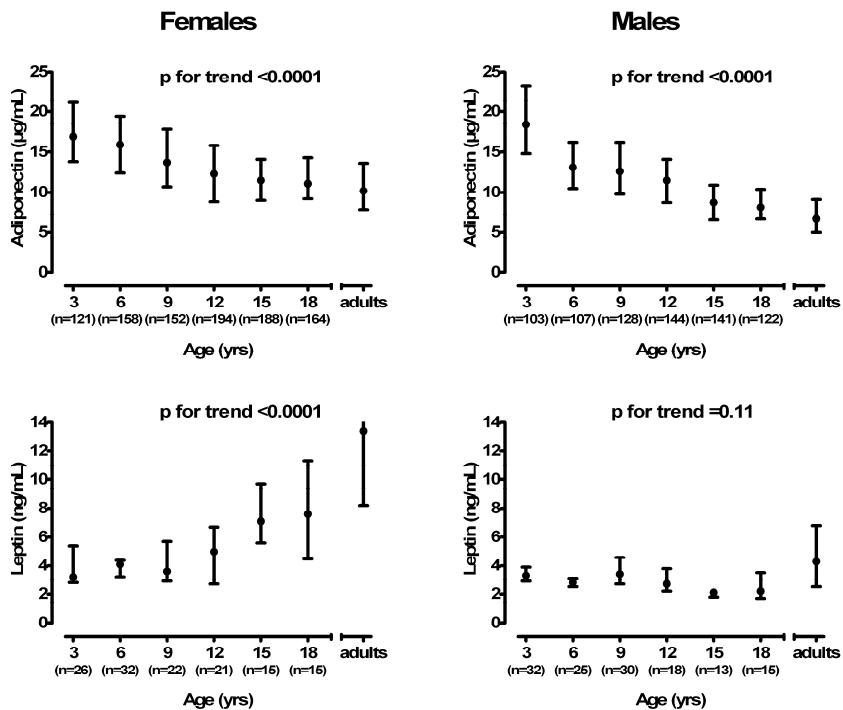 Females
Males
p for trend <0.0001
Adiponectin (µg/mL)
25
20
15
10
5
0
3 6 9 12 15 18 adults
(n=121) (n=158) (n=152) (n=194) (n=188) (n=164)
Age (yrs)
p for trend <0.0001
Adiponectin (µg/mL)
25
20
15
10
5
0
3 6 9 12 15 18 adults
(n=103) (n=107) (n=128) (n=144) (n=141) (n=122)
Age (yrs)
p for trend <0.0001
Leptin (ng/mL)
14
12
10
8
6
4
2
0
3 6 9 12 15 18 adults
(n=26) (n=32) (n=22) (n=21) (n=15) (n=15)
Age (yrs)
p for trend =0.11
Leptin (ng/mL)
14
12
10
8
6
4
2
0
3 6 9 12 15 18 adults
(n=32) (n=25) (n=30) (n=18) (n=13) (n=15)
Age (yrs)